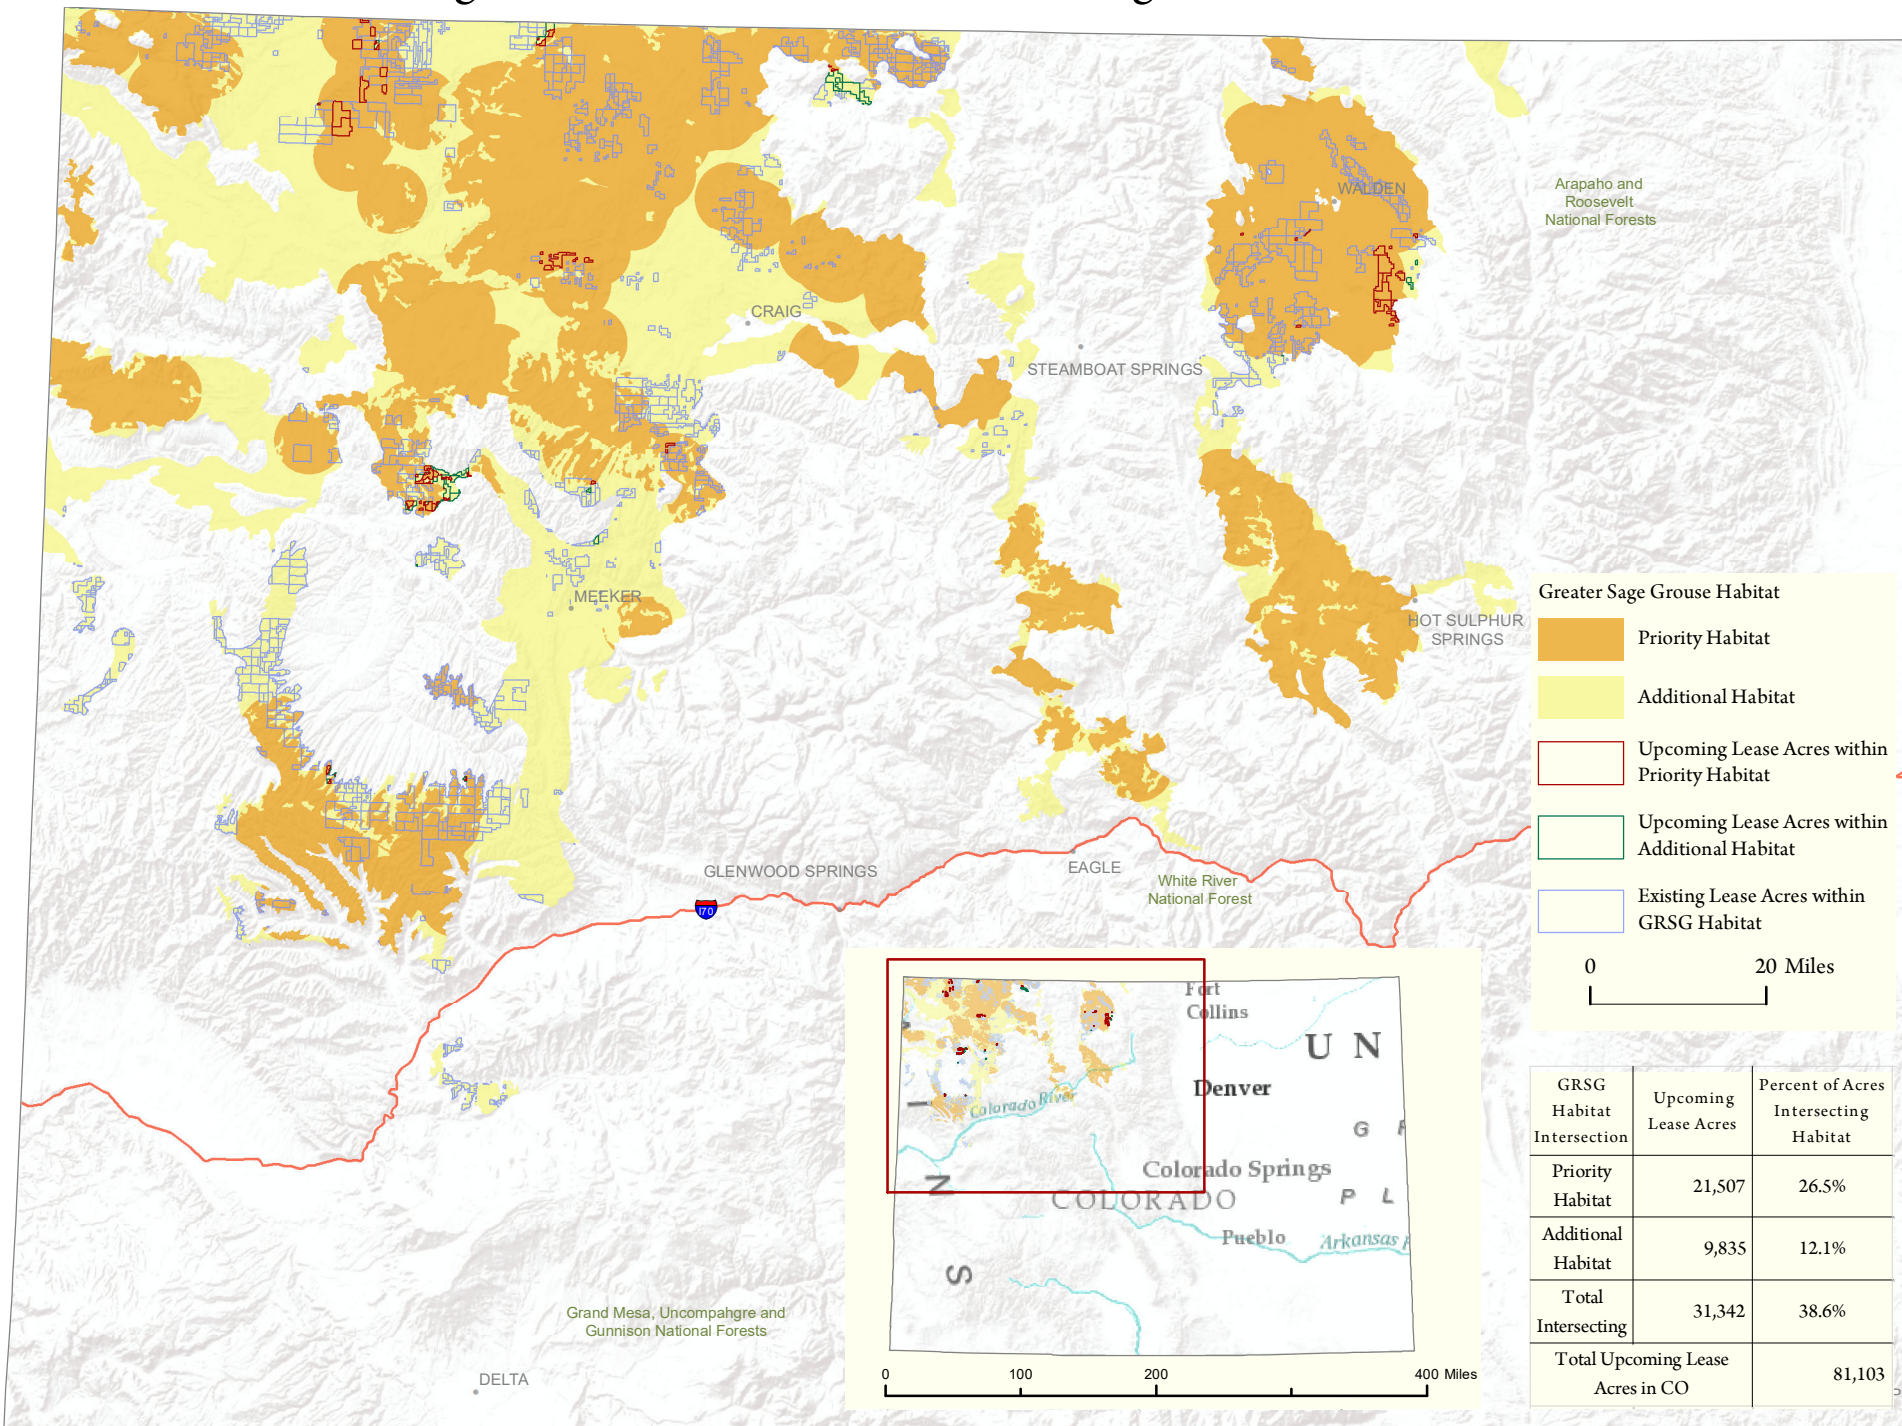 WALDEN
Arapaho and
Roosevelt
National Forests
CRAIG
STEAMBOAT SPRINGS
MEEKER
HOT SULPHUR
SPRINGS
GLENWOOD SPRINGS
EAGLE
White River
National Forest
I70
Grand Mesa, Uncompahgre and
Gunnison National Forests
DELTA
Greater Sage Grouse Habitat
Priority Habitat
Additional Habitat
Upcoming Lease Acres within
Priority Habitat
Upcoming Lease Acres within
Additional Habitat
Existing Lease Acres within
GRSG Habitat
0 20 Miles
Fort
Collins
U N
Denver
Colorado River
I
G
Colorado Springs
N
COLORADO
P L
Pueblo
Arkansas
S
0 100 200 400 Miles
GRSG
Habitat
Intersection
Upcoming
Lease Acres
Percent of Acres
Intersecting
Habitat
Priority
Habitat
21,507
26.5%
Additional
Habitat
9,835
12.1%
Total
Intersecting
31,342
38.6%
Total Upcoming Lease
Acres in CO
81,103